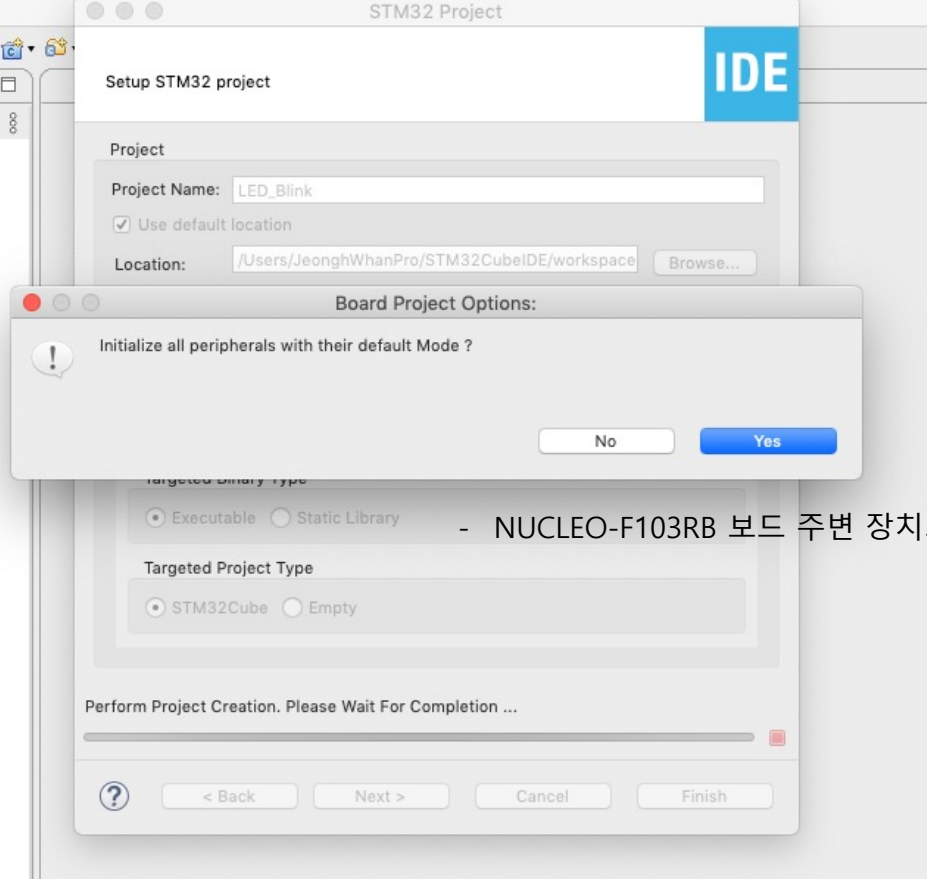 STM32 Project
IDE
Setup STM32 project
Project
Project Name: LED_Blink
Use default location
Location: /Users/JeonghWhanPro/STM32CubeIDE/workspace Browse...
Board Project Options:
Initialize all peripherals with their default Mode ?
No Yes
Targeted Binary Type
Executable Static Library
- NUCLEO-F103RB 보드 주변 장치
Targeted Project Type
STM32Cube Empty
Perform Project Creation. Please Wait For Completion ...
? < Back Next > Cancel Finish